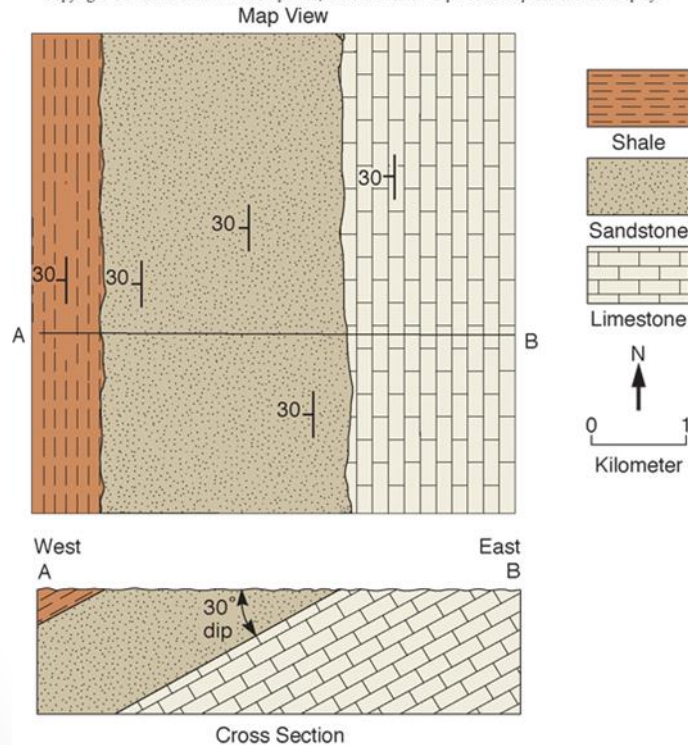 Map View
30
30
30
30
30
A
B
Shale
Sandstone
Limestone
N
0 1
Kilometer
West East
A B
30°
dip
Cross Section